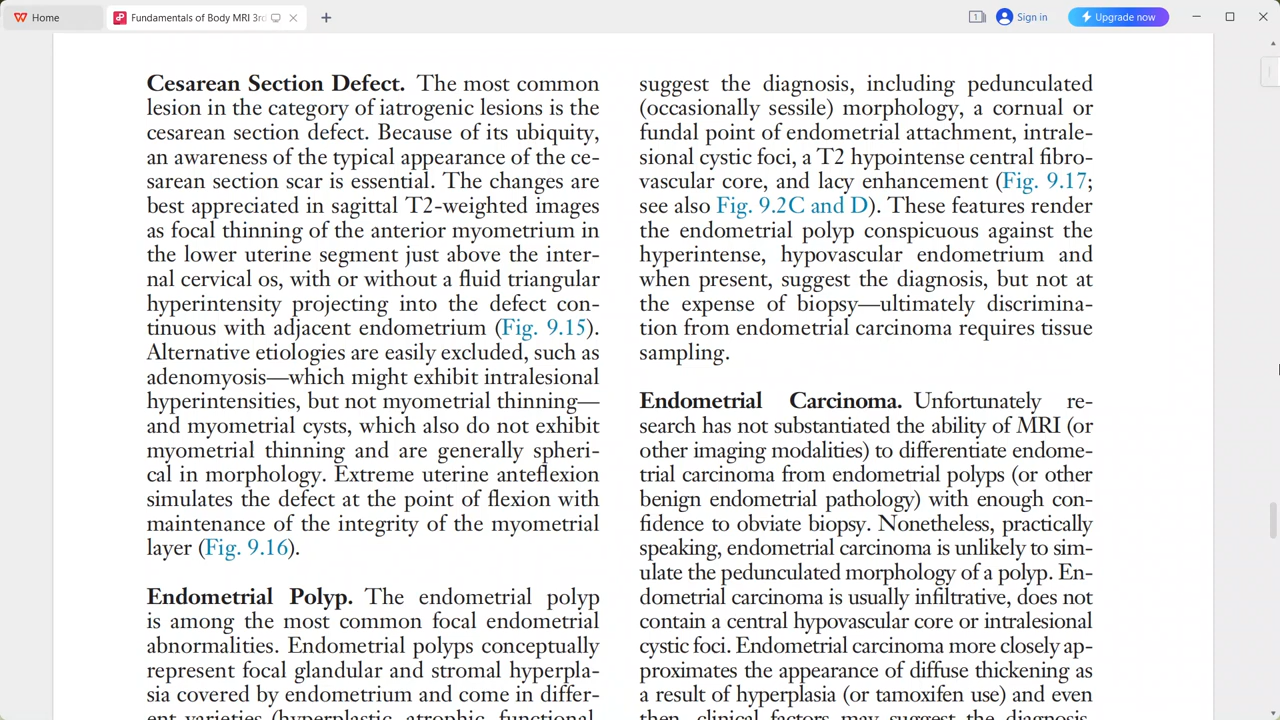 Home
Fundamentals of Body MRI 3rd
Sign in
Upgrade now
Cesarean Section Defect. The most common
lesion in the category of iatrogenic lesions is the
cesarean section defect. Because of its ubiquity,
an awareness of the typical appearance of the ce-
sarean section scar is essential. The changes are
best appreciated in sagittal T2-weighted images
as focal thinning of the anterior myometrium in
the lower uterine segment just above the inter-
nal cervical os, with or without a fluid triangular
hyperintensity projecting into the defect con-
tinuous with adjacent endometrium (Fig. 9.15).
Alternative etiologies are easily excluded, such as
adenomyosis—which might exhibit intralesional
hyperintensities, but not myometrial thinning—
and myometrial cysts, which also do not exhibit
myometrial thinning and are generally spheri-
cal in morphology. Extreme uterine anteflexion
simulates the defect at the point of flexion with
maintenance of the integrity of the myometrial
layer (Fig. 9.16).
Endometrial Polyp. The endometrial polyp
is among the most common focal endometrial
abnormalities. Endometrial polyps conceptually
represent focal glandular and stromal hyperpla-
sia covered by endometrium and come in differ-
ent varieties (hyperplastic, atrophic, functional,
suggest the diagnosis, including pedunculated
(occasionally sessile) morphology, a cornual or
fundal point of endometrial attachment, intrale-
sional cystic foci, a T2 hypointense central fibro-
vascular core, and lacy enhancement (Fig. 9.17;
see also Fig. 9.2C and D). These features render
the endometrial polyp conspicuous against the
hyperintense, hypovascular endometrium and
when present, suggest the diagnosis, but not at
the expense of biopsy—ultimately discrimina-
tion from endometrial carcinoma requires tissue
sampling.
Endometrial Carcinoma. Unfortunately re-
search has not substantiated the ability of MRI (or
other imaging modalities) to differentiate endome-
trial carcinoma from endometrial polyps (or other
benign endometrial pathology) with enough con-
fidence to obviate biopsy. Nonetheless, practically
speaking, endometrial carcinoma is unlikely to sim-
ulate the pedunculated morphology of a polyp. En-
dometrial carcinoma is usually infiltrative, does not
contain a central hypovascular core or intralesional
cystic foci. Endometrial carcinoma more closely ap-
proximates the appearance of diffuse thickening as
a result of hyperplasia (or tamoxifen use) and even
then, clinical factors may suggest the diagnosis.